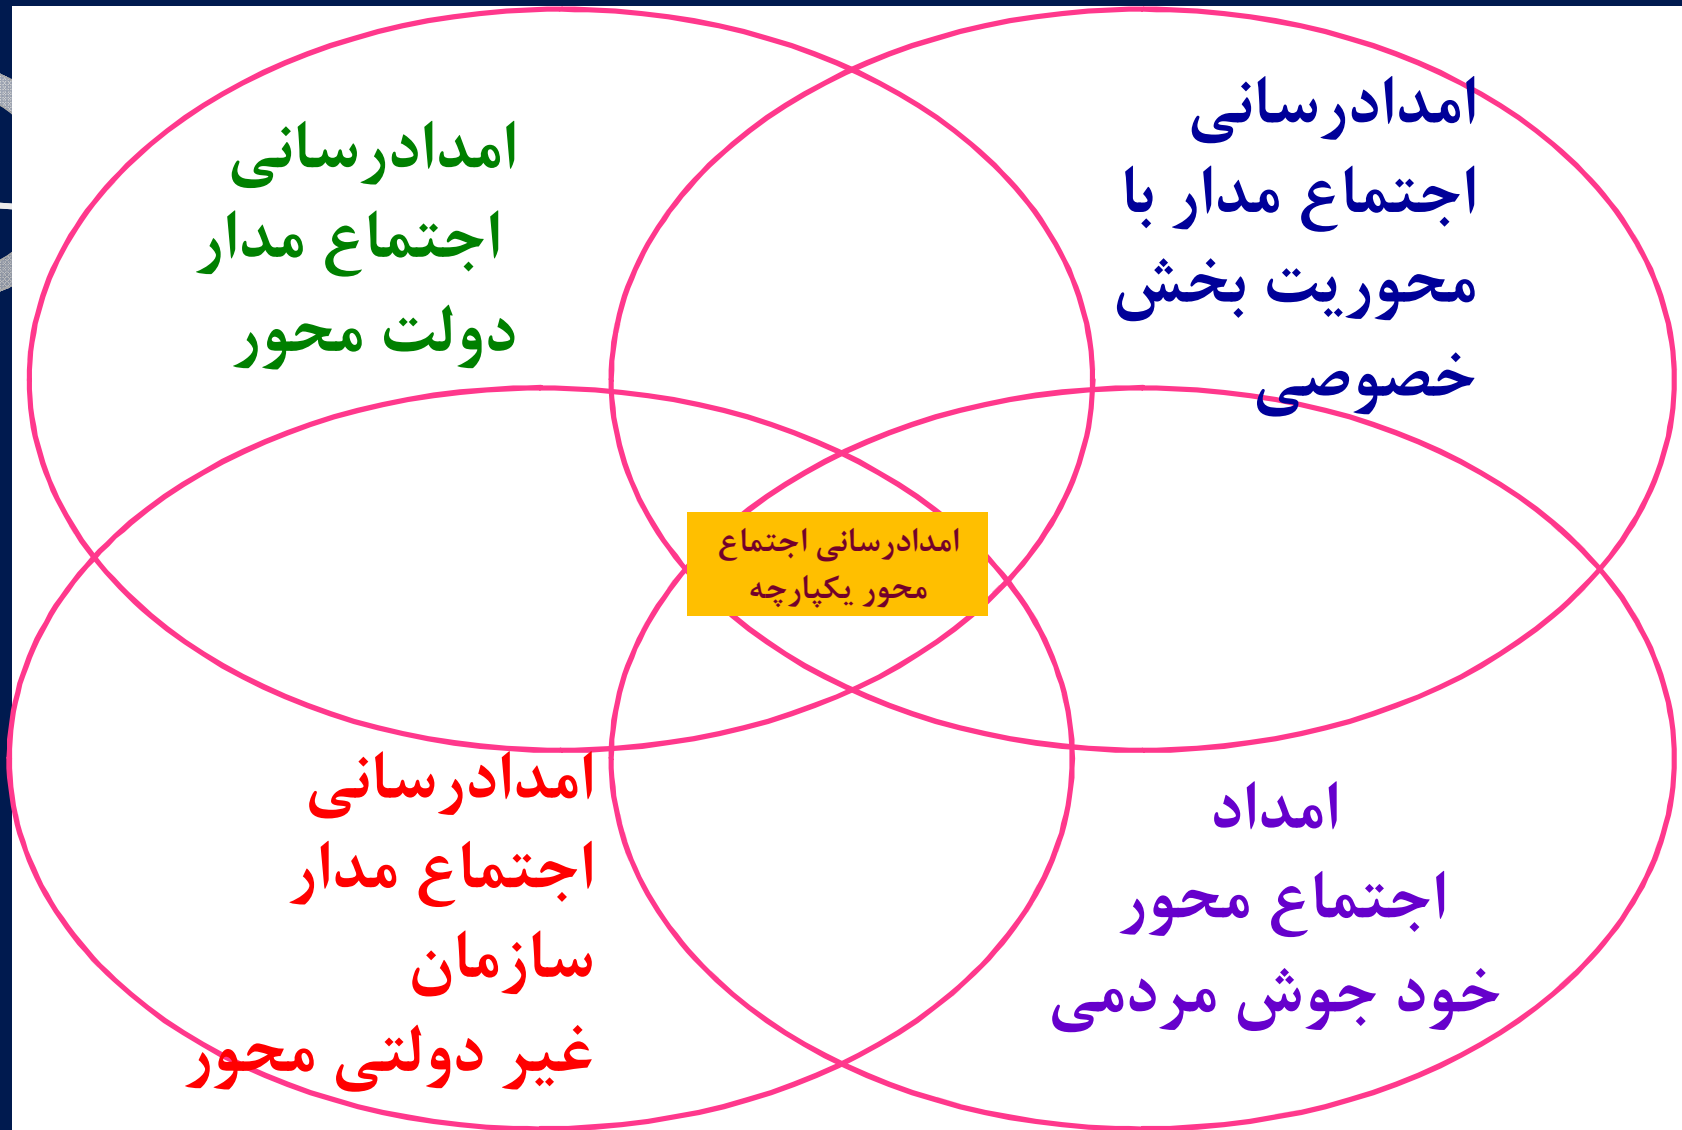 امدادرسانی
اجتماع مدار با
محوریت بخش
خصوصی
امدادرسانی
اجتماع مدار
دولت محور
امدادرسانی اجتماع
محور یکپارچه
امداد
اجتماع محور
خود جوش مردمی
امدادرسانی
اجتماع مدار
سازمان
غیر دولتی محور